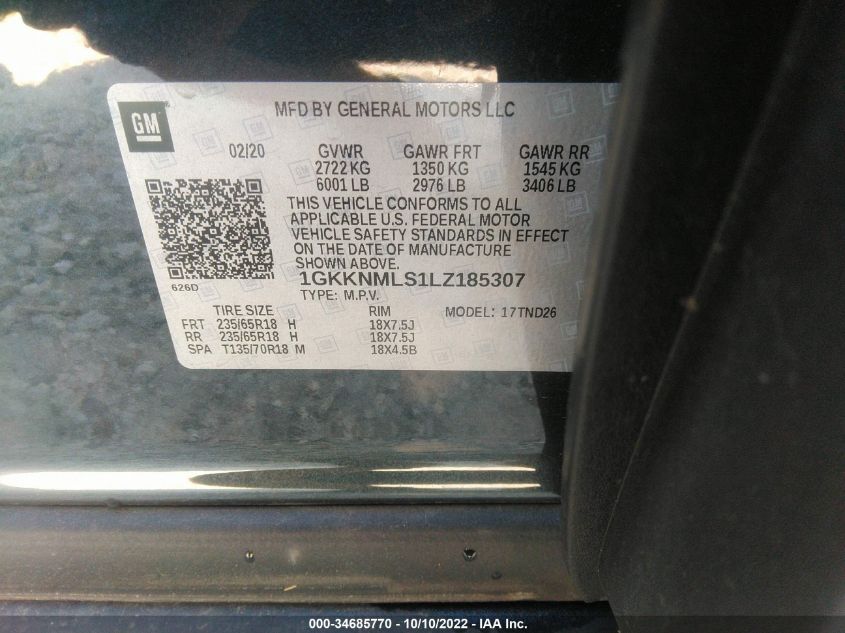 GM
MFD BY GENERAL MOTORS LLC
02/20 GVWR GAWR FRT GAWR RR
2722 KG 1350 KG 1545 KG
6001 LB 2976 LB 3406 LB
THIS VEHICLE CONFORMS TO ALL
APPLICABLE U.S. FEDERAL MOTOR
VEHICLE SAFETY STANDARDS IN EFFECT
ON THE DATE OF MANUFACTURE
SHOWN ABOVE.
626D
1GKKNMLS1LZ185307
TYPE: M.P.V. MODEL: 17TND26
TIRE SIZE RIM
FRT 235/65R18 H 18X7.5J
RR 235/65R18 H 18X7.5J
SPA T135/70R18 M 18X4.5B
000-34685770 - 10/10/2022 - IAA Inc.